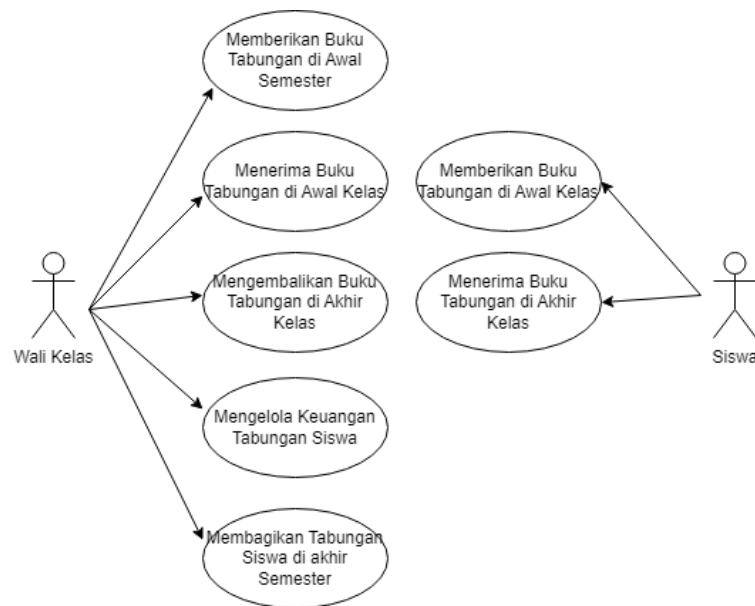 Memberikan Buku
Tabungan di Awal
Semester
Menerima Buku
Tabungan di Awal Kelas
Memberikan Buku
Tabungan di Awal Kelas
Mengembalikan Buku
Tabungan di Akhir
Kelas
Menerima Buku
Tabungan di Akhir
Kelas
Wali Kelas
Siswa
Mengelola Keuangan
Tabungan Siswa
Membagikan Tabungan
Siswa di akhir
Semester